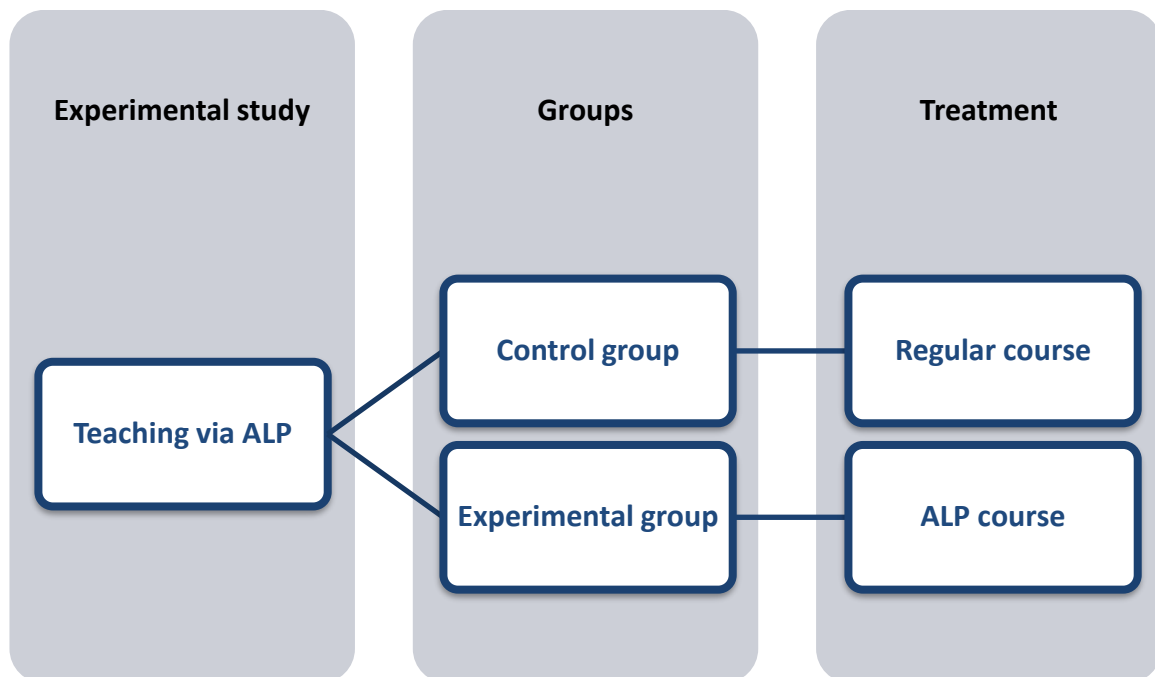 Experimental study
Groups
Treatment
Control group
Regular course
Teaching via ALP
Experimental group
ALP course